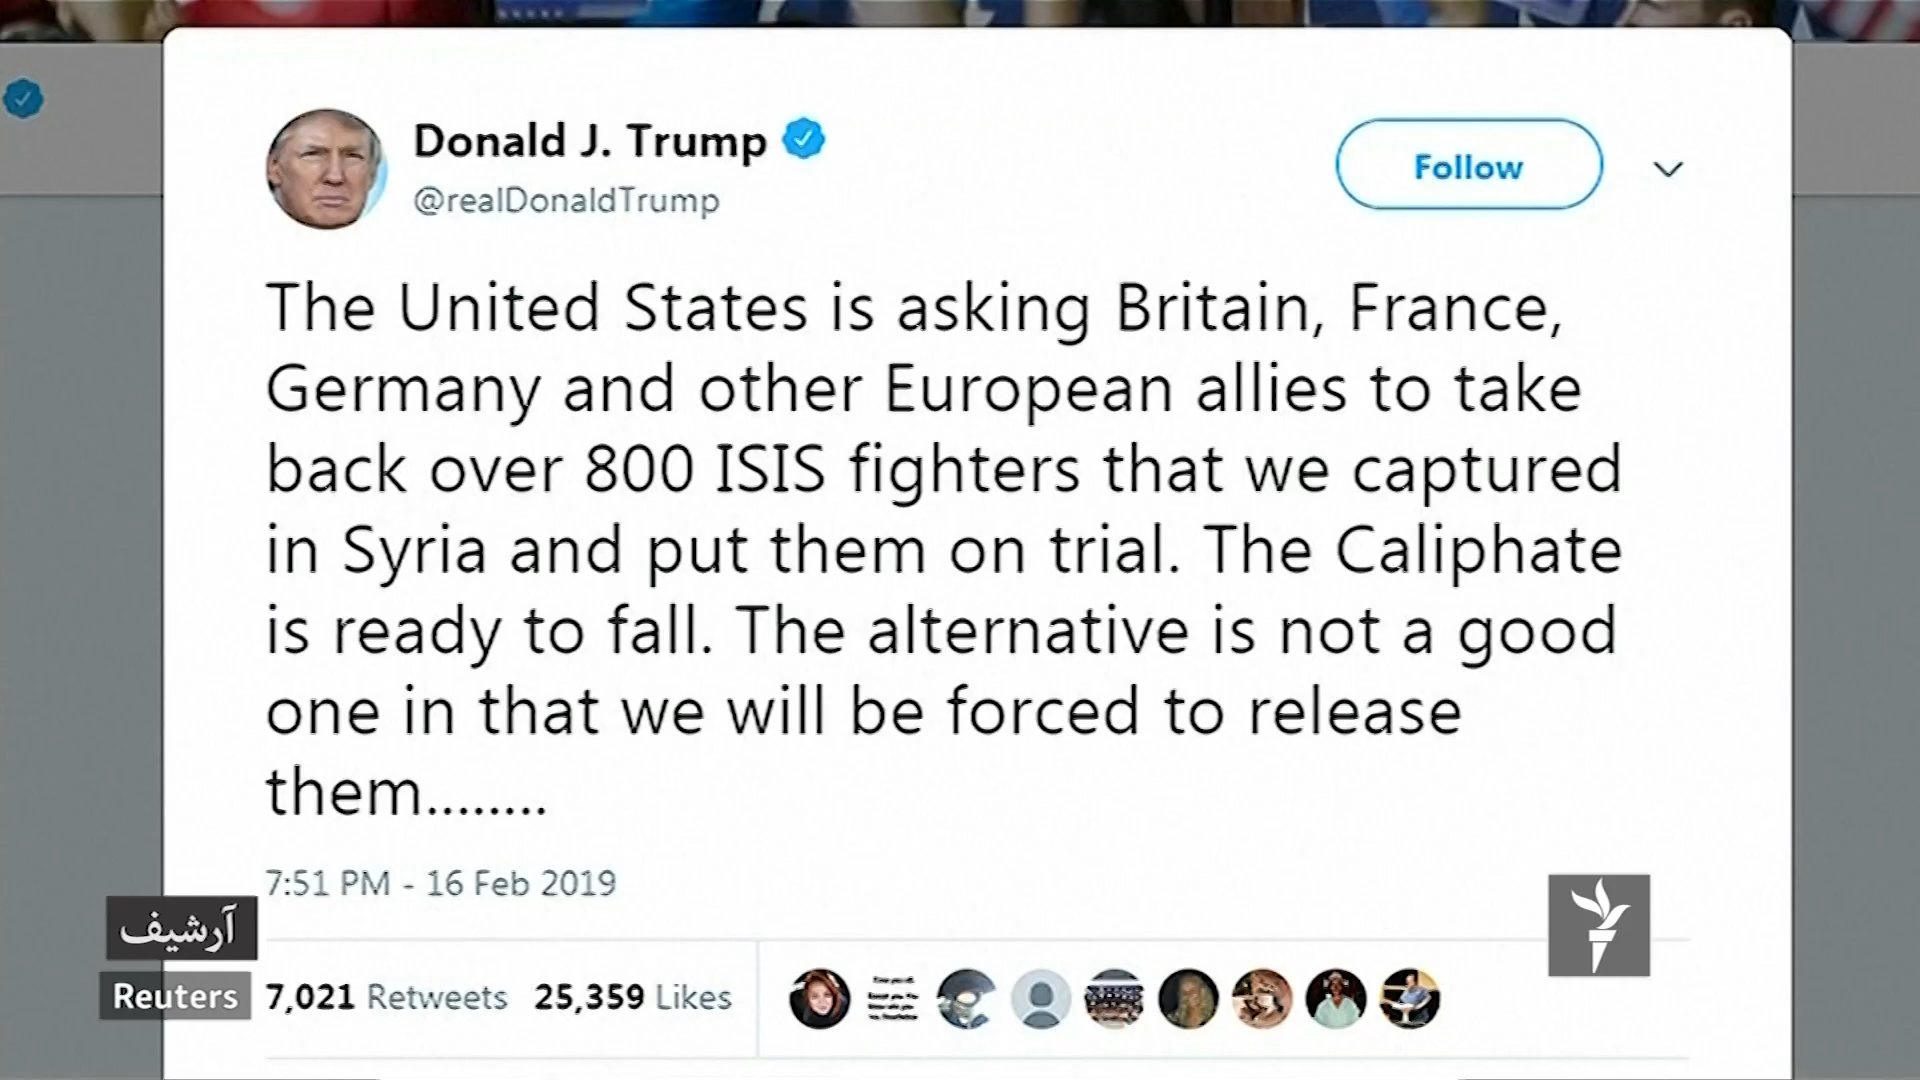 Donald J. Trump
@realDonaldTrump
Follow
The United States is asking Britain, France,
Germany and other European allies to take
back over 800 ISIS fighters that we captured
in Syria and put them on trial. The Caliphate
is ready to fall. The alternative is not a good
one in that we will be forced to release
them........
7:51 PM - 16 Feb 2019
آرشیف
Reuters
7,021 Retweets 25,359 Likes